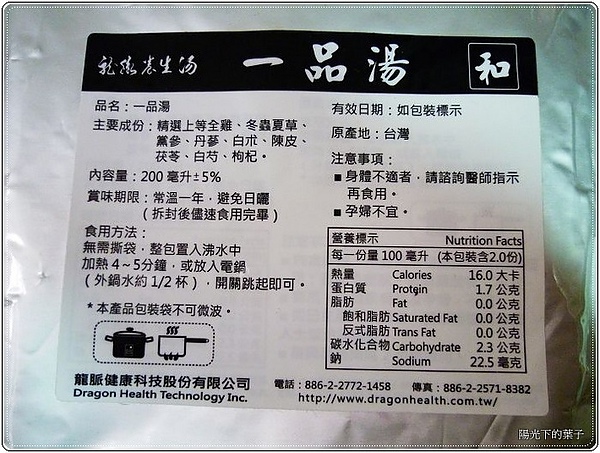 龍脈養生湯 一品湯 和
品名：一品湯
主要成份：精選上等全雞、冬蟲夏草、
黨參、丹蔘、白朮、陳皮、
茯苓、白芍、枸杞。
內容量：200 毫升±5%
賞味期限：常溫一年，避免日曬
（拆封後儘速食用完畢）
食用方法：
無需撕袋，整包置入沸水中
加熱 4~5分鐘，或放入電鍋
（外鍋水約 1/2 杯），開關跳起即可。
*本產品包裝袋不可微波。
有效日期：如包裝標示
原產地：台灣
注意事項：
■身體不適者，請諮詢醫師指示
再食用。
■孕婦不宜。
營養標示 Nutrition Facts
每一份量 100 毫升 (本包裝含2.0份)
熱量 Calories 16.0 大卡
蛋白質 Protein 1.7 公克
脂肪 Fat 0.0 公克
飽和脂肪 Saturated Fat 0.0 公克
反式脂肪 Trans Fat 0.0 公克
碳水化合物 Carbohydrate 2.3 公克
鈉 Sodium 22.5 毫克
龍脈健康科技股份有限公司 電話：886-2-2772-1458 傳真：886-2-2571-8382
Dragon Health Technology Inc. http://www.dragonhealth.com.tw/
陽光下的葉子